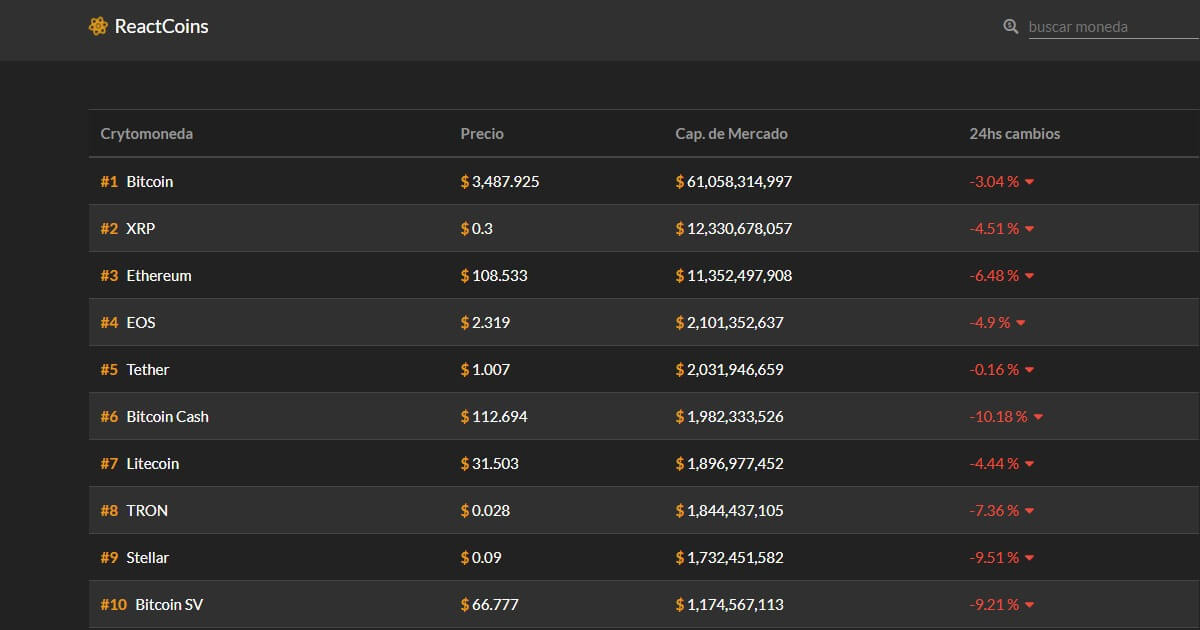 ReactCoins buscar moneda
Crytomoneda Precio Cap. de Mercado 24hs cambios
#1 Bitcoin $ 3,487.925 $ 61,058,314,997 -3.04 %
#2 XRP $ 0.3 $ 12,330,678,057 -4.51 %
#3 Ethereum $ 108.533 $ 11,352,497,908 -6.48 %
#4 EOS $ 2.319 $ 2,101,352,637 -4.9 %
#5 Tether $ 1.007 $ 2,031,946,659 -0.16 %
#6 Bitcoin Cash $ 112.694 $ 1,982,333,526 -10.18 %
#7 Litecoin $ 31.503 $ 1,896,977,452 -4.44 %
#8 TRON $ 0.028 $ 1,844,437,105 -7.36 %
#9 Stellar $ 0.09 $ 1,732,451,582 -9.51 %
#10 Bitcoin SV $ 66.777 $ 1,174,567,113 -9.21 %